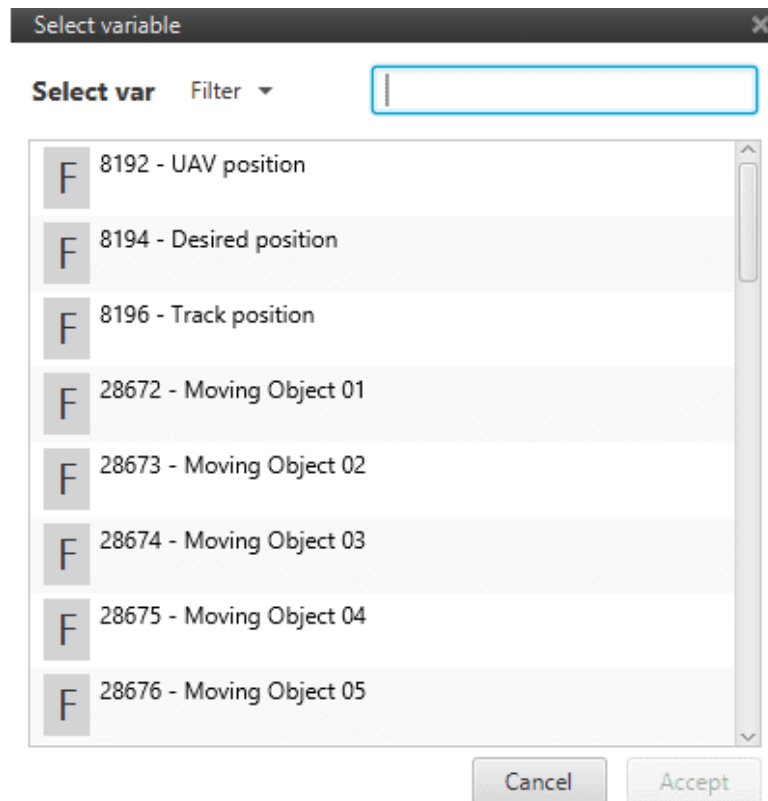 Select variable
Select var Filter
F 8192 - UAV position
F 8194 - Desired position
F 8196 - Track position
F 28672 - Moving Object 01
F 28673 - Moving Object 02
F 28674 - Moving Object 03
F 28675 - Moving Object 04
F 28676 - Moving Object 05
Cancel Accept